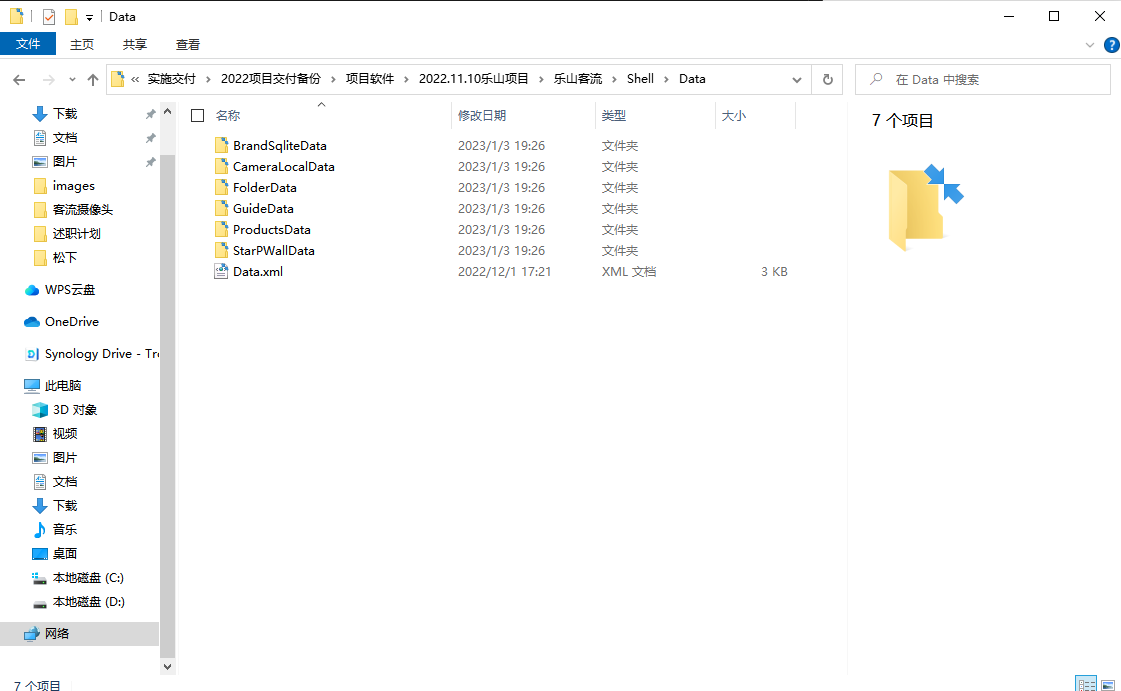 Data
文件 主页 共享 查看
« 实施交付 › 2022项目交付备份 › 项目软件 › 2022.11.10乐山项目 › 乐山客流 › Shell › Data
在 Data 中搜索
下载
文档
图片
images
客流摄像头
述职计划
松下
WPS云盘
OneDrive
Synology Drive - Tr
此电脑
3D 对象
视频
图片
文档
下载
音乐
桌面
本地磁盘 (C:)
本地磁盘 (D:)
网络
名称 修改日期 类型 大小
BrandSqliteData 2023/1/3 19:26 文件夹
CameraLocalData 2023/1/3 19:26 文件夹
FolderData 2023/1/3 19:26 文件夹
GuideData 2023/1/3 19:26 文件夹
ProductsData 2023/1/3 19:26 文件夹
StarPWallData 2023/1/3 19:26 文件夹
Data.xml 2022/12/1 17:21 XML 文档 3 KB
7 个项目
7 个项目